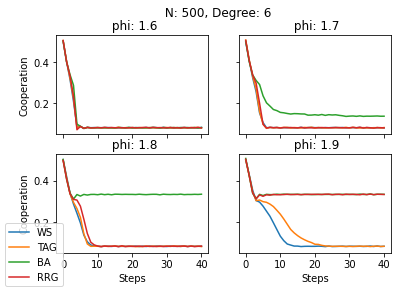 N: 500, Degree: 6
phi: 1.6
phi: 1.7
Cooperation
0.4
0.2
phi: 1.8
phi: 1.9
Cooperation
0.4
0.2
0 10 20 30 40
0 10 20 30 40
Steps
Steps
WS
TAG
BA
RRG